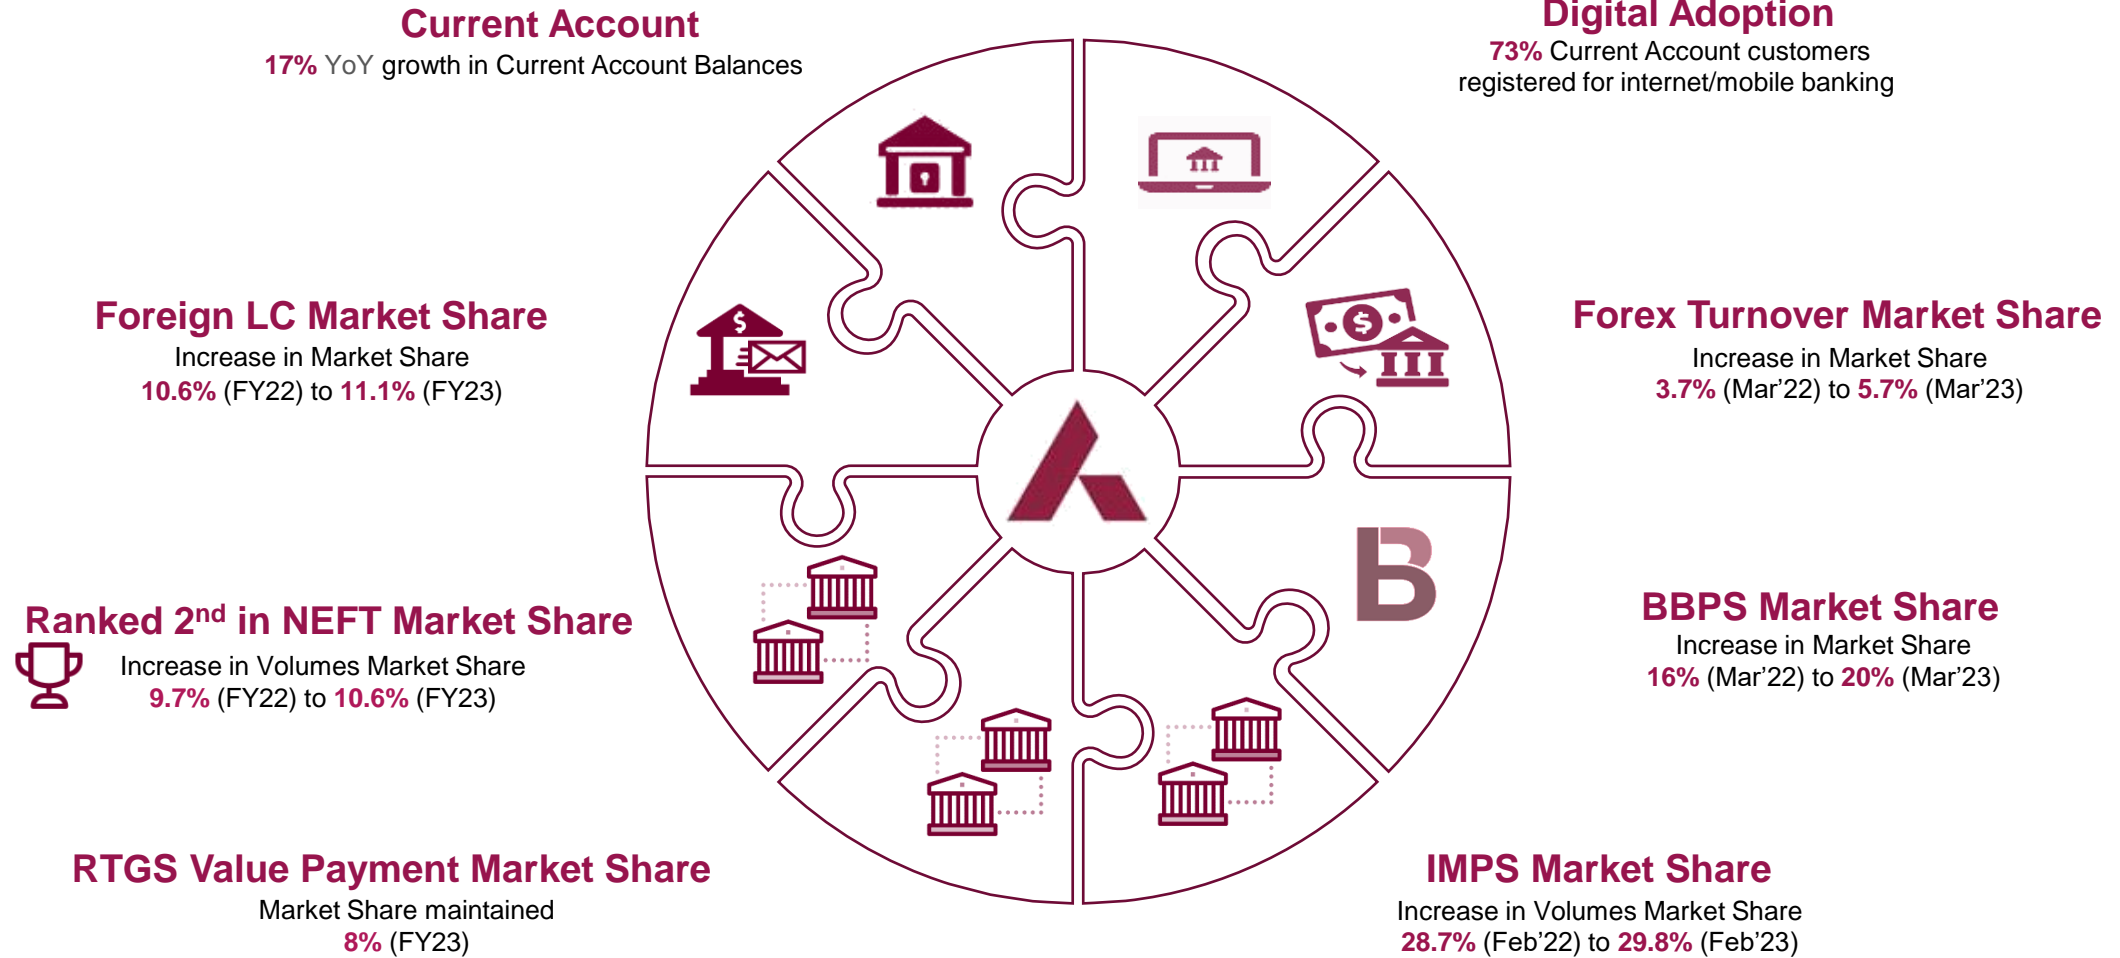 Current Account
17% YoY growth in Current Account Balances
Digital Adoption
73% Current Account customers
registered for internet/mobile banking
Foreign LC Market Share
Increase in Market Share
10.6% (FY22) to 11.1% (FY23)
Forex Turnover Market Share
Increase in Market Share
3.7% (Mar’22) to 5.7% (Mar’23)
Ranked 2nd in NEFT Market Share
Increase in Volumes Market Share
9.7% (FY22) to 10.6% (FY23)
BBPS Market Share
Increase in Market Share
16% (Mar’22) to 20% (Mar’23)
RTGS Value Payment Market Share
Market Share maintained
8% (FY23)
IMPS Market Share
Increase in Volumes Market Share
28.7% (Feb’22) to 29.8% (Feb’23)